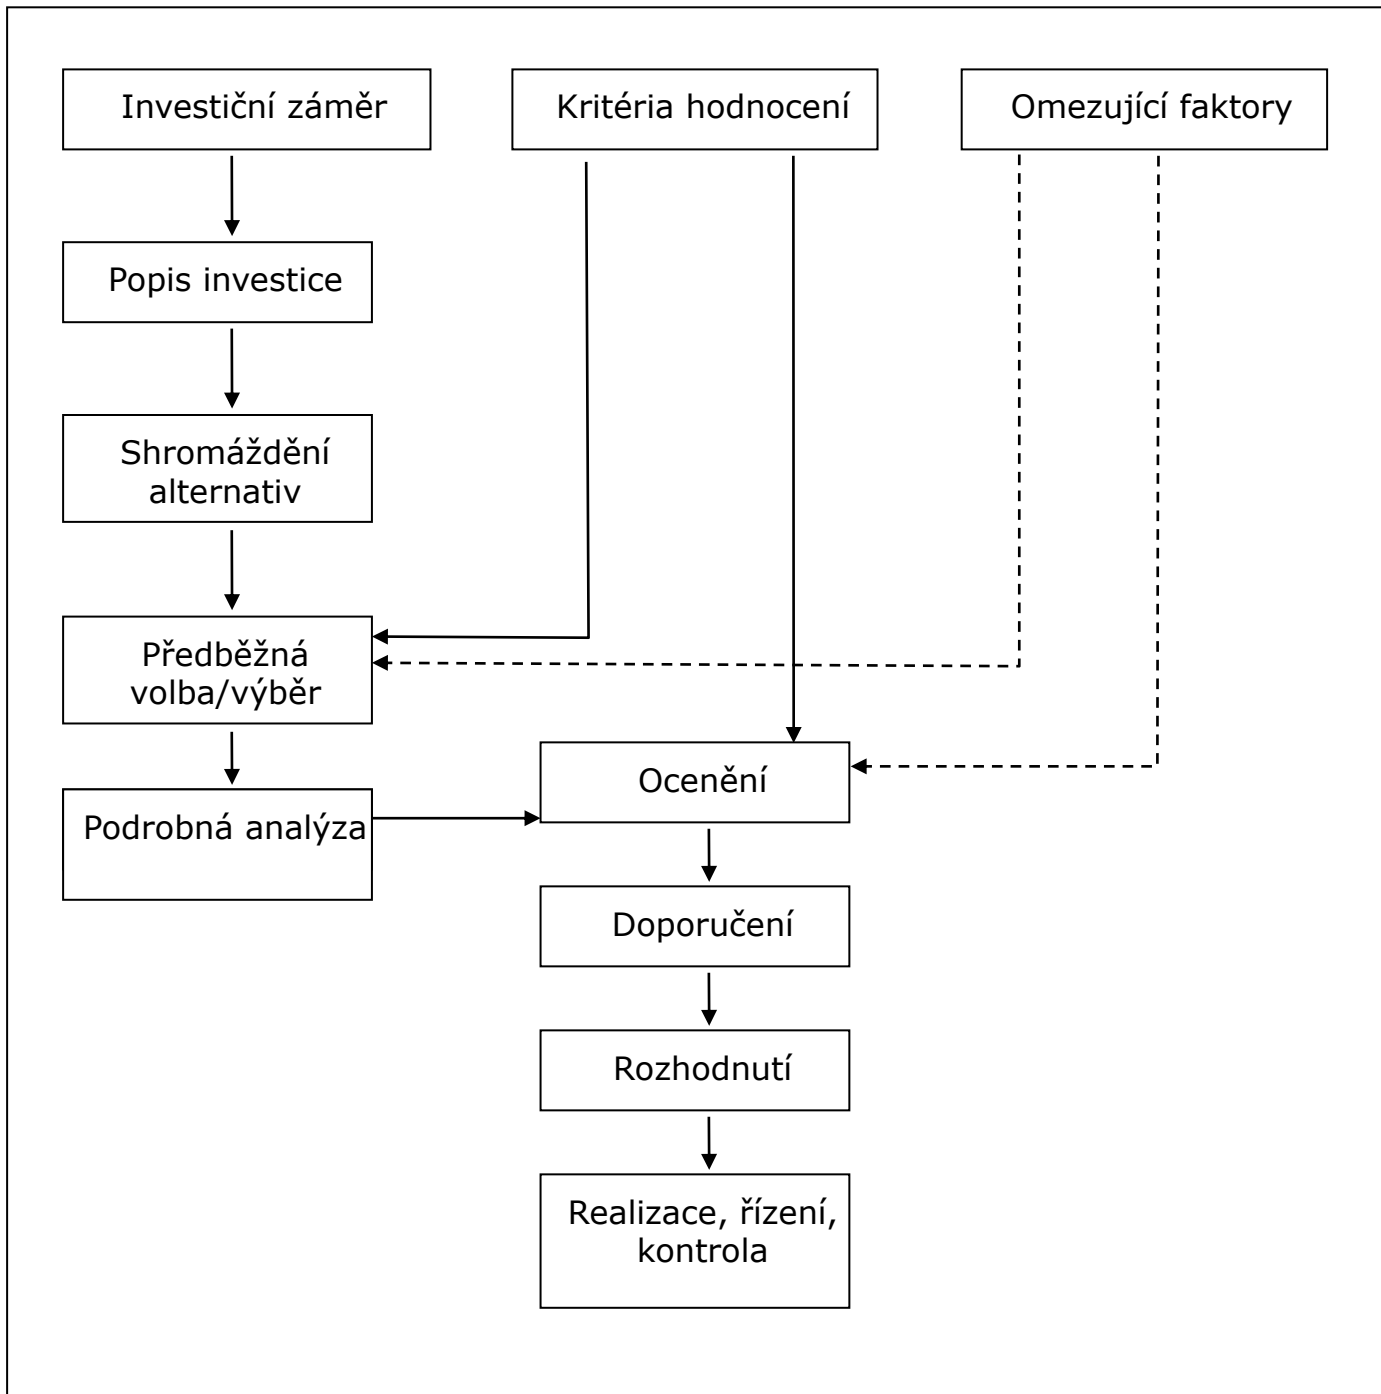 Investiční záměr
Kritéria hodnocení
Omezující faktory
Popis investice
Shromáždění
alternativ
Předběžná
volba/výběr
Podrobná analýza
Ocenění
Doporučení
Rozhodnutí
Realizace, řízení,
kontrola